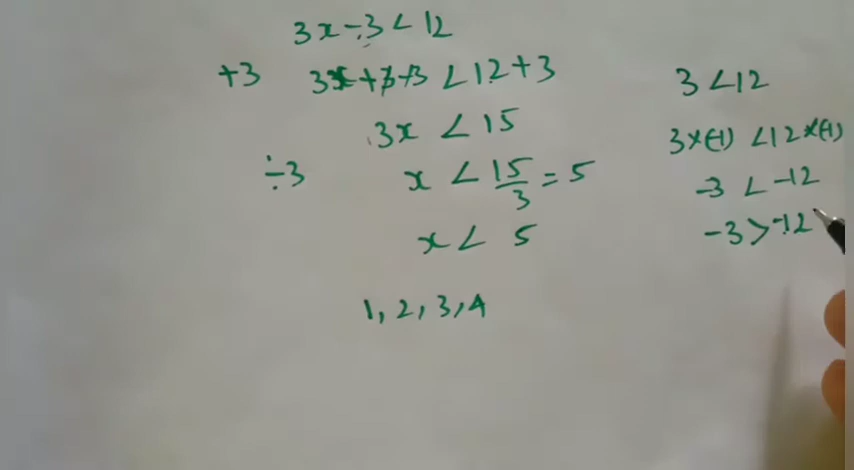 3x - 3 < 12
+3 3x + 3 + 3 < 12 + 3
3x < 15
÷3 x < 15/3 = 5
x < 5
1, 2, 3, 4
3 < 12
3×(-1) < 12×(-1)
-3 < -12
-3 > -12